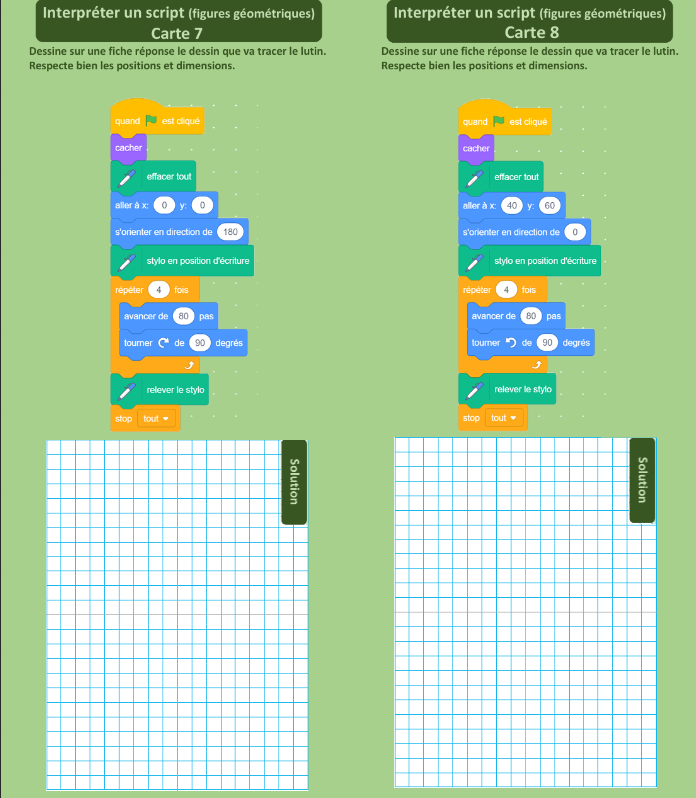 Interpréter un script (figures géométriques)
Carte 7
Dessine sur une fiche réponse le dessin que va tracer le lutin.
Respecte bien les positions et dimensions.
quand est cliqué
cacher
effacer tout
aller à x: 0 y: 0
s'orienter en direction de 180
stylo en position d'écriture
répéter 4 fois
avancer de 80 pas
tourner de 90 degrés
relever le stylo
stop tout
Solution
Interpréter un script (figures géométriques)
Carte 8
Dessine sur une fiche réponse le dessin que va tracer le lutin.
Respecte bien les positions et dimensions.
quand est cliqué
cacher
effacer tout
aller à x: 40 y: 60
s'orienter en direction de 0
stylo en position d'écriture
répéter 4 fois
avancer de 80 pas
tourner de 90 degrés
relever le stylo
stop tout
Solution